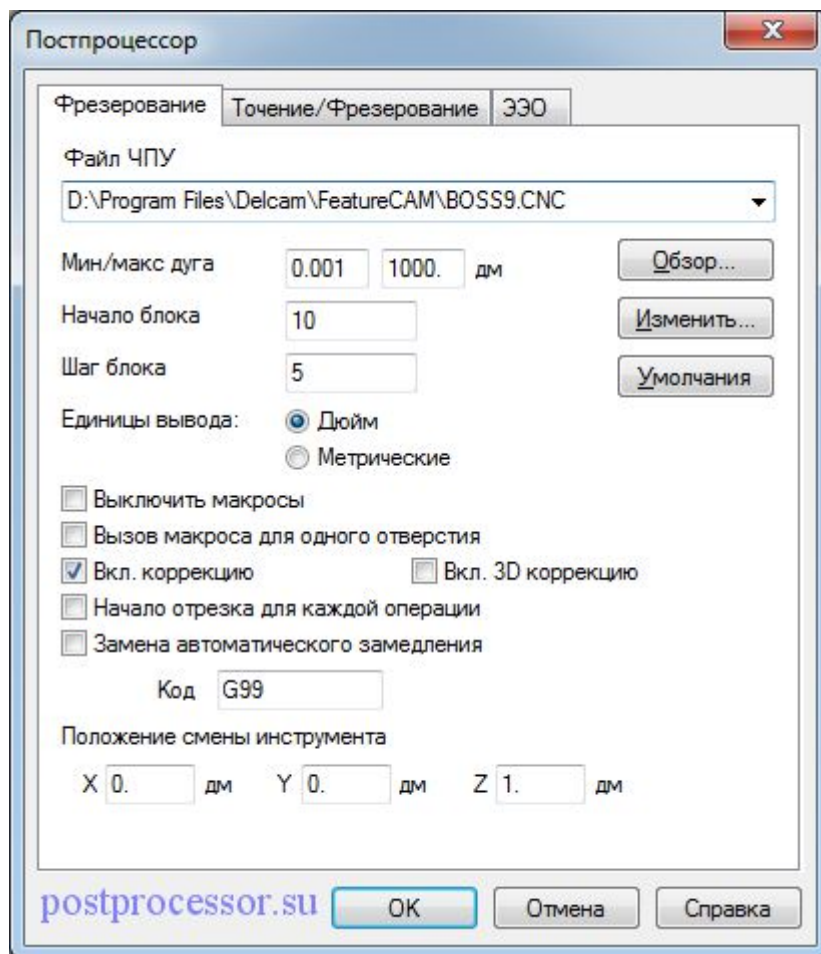 Постпроцессор
Фрезерование Точение/Фрезерование ЭЭО
Файл ЧПУ
D:\Program Files\Delcam\FeatureCAM\BOSS9.CNC
Мин/макс дуга 0.001 1000. дм Обзор...
Начало блока 10 Изменить...
Шаг блока 5 Умолчания
Единицы вывода: Дюйм
Метрические
Выключить макросы
Вызов макроса для одного отверстия
Вкл. коррекцию Вкл. 3D коррекцию
Начало отрезка для каждой операции
Замена автоматического замедления
Код G99
Положение смены инструмента
X 0. дм Y 0. дм Z 1. дм
postprocessor.su OK Отмена Справка